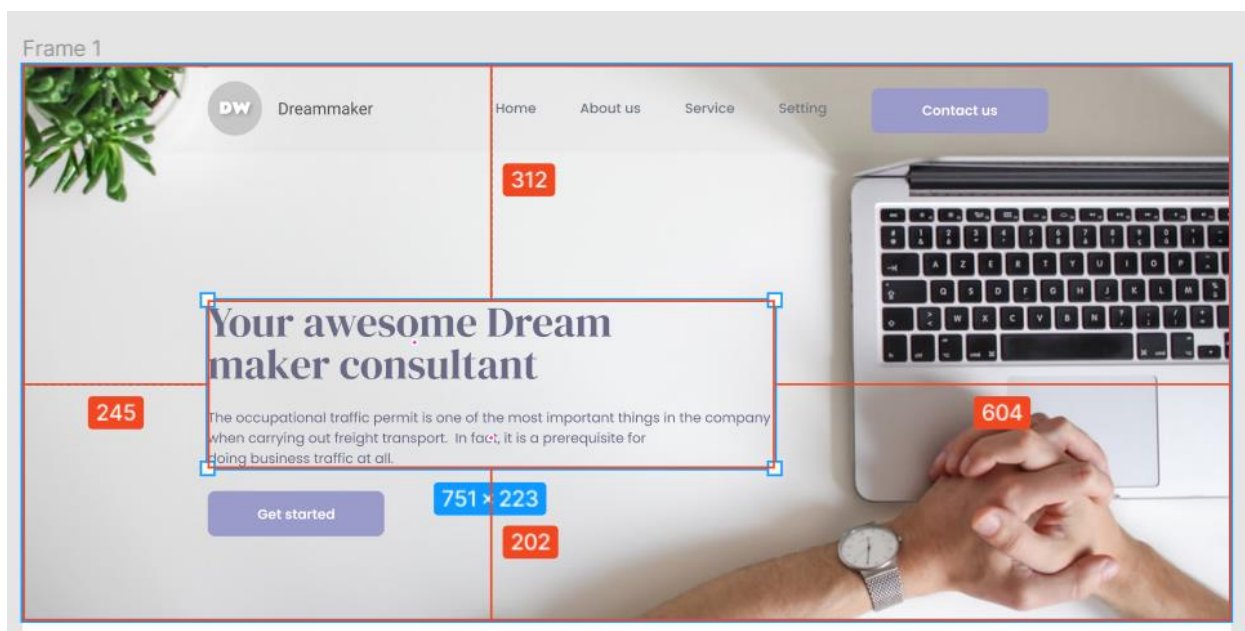 Frame 1
DW
Dreammaker
Home
About us
Service
Setting
Contact us
312
Your awesome Dream
maker consultant
245
604
The occupational traffic permit is one of the most important things in the company
when carrying out freight transport. In fact, it is a prerequisite for
doing business traffic at all.
751 × 223
Get started
202